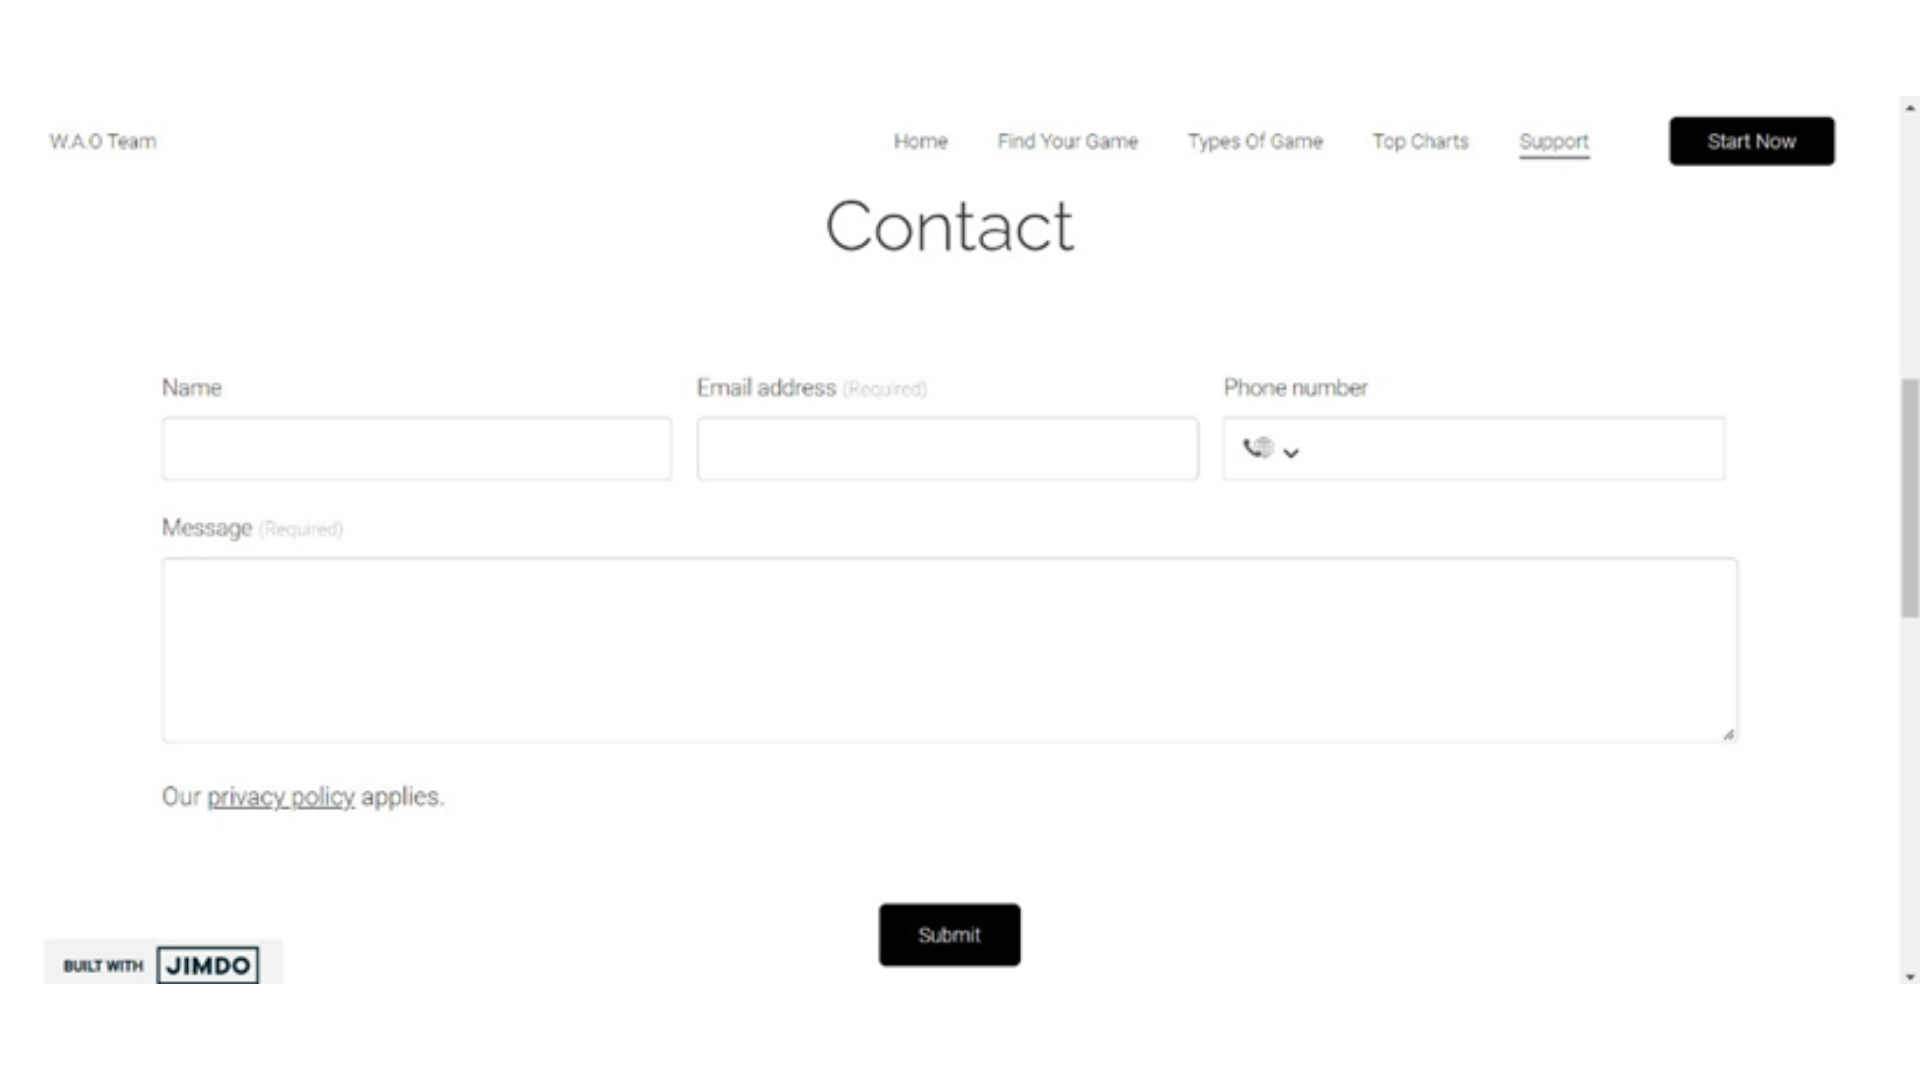 W.A.O Team
Home
Find Your Game
Types Of Game
Top Charts
Support
Start Now
Contact
Name
Email address (Required)
Phone number
Message (Required)
Our privacy policy applies.
Submit
BUILT WITH JIMDO